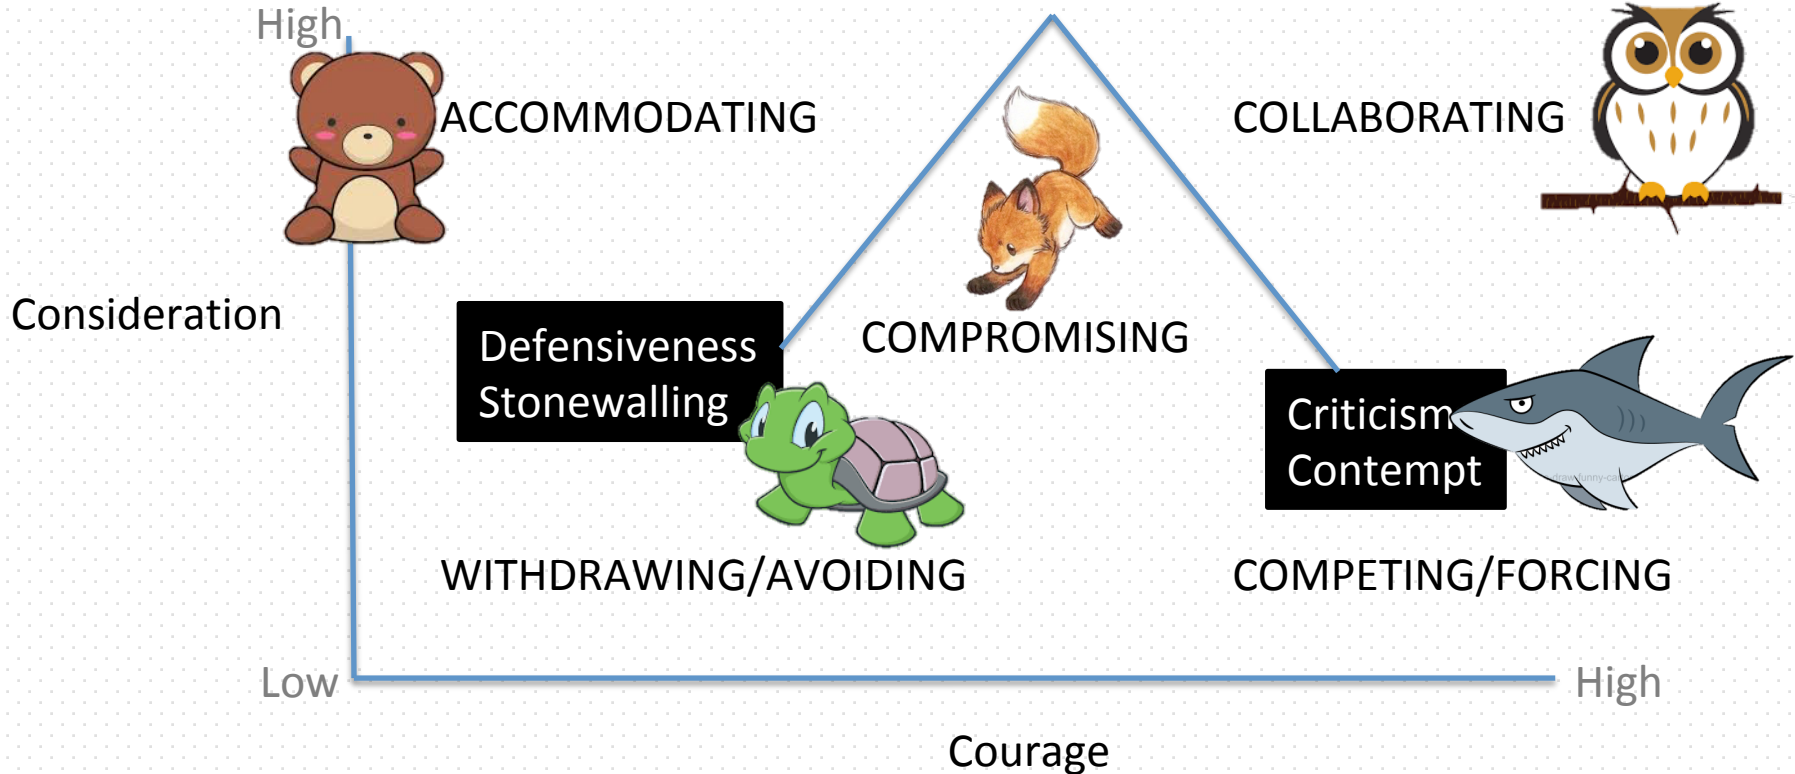 High
ACCOMMODATING
COLLABORATING
Consideration
Defensiveness
Stonewalling
COMPROMISING
Criticism
Contempt
WITHDRAWING/AVOIDING
COMPETING/FORCING
Low
High
Courage